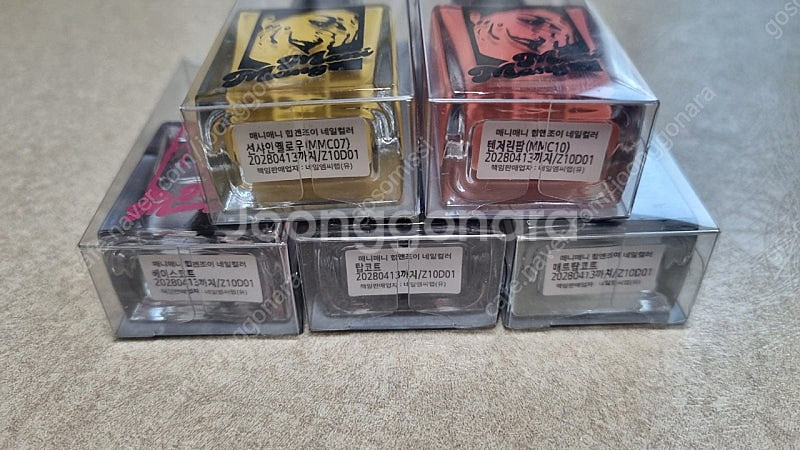 매니매니 힙앤조이 네일컬러
선샤인옐로우(MMC07)
20280413까지/Z10D01
책임판매업자 : 네일엠씨랩(유)
매니매니 힙앤조이 네일컬러
텐저린팝(MMC10)
20280413까지/Z10D01
책임판매업자 : 네일엠씨랩(유)
Joonggonara
매니매니 힙앤조이 네일컬러
베이스코트
20280413까지/Z10D01
책임판매업자 : 네일엠씨랩(유)
매니매니 힙앤조이 네일컬러
탑코트
20280413까지/Z10D01
책임판매업자 : 네일엠씨랩(유)
매니매니 힙앤조이 네일컬러
매트탑코트
20280413까지/Z10D01
책임판매업자 : 네일엠씨랩(유)